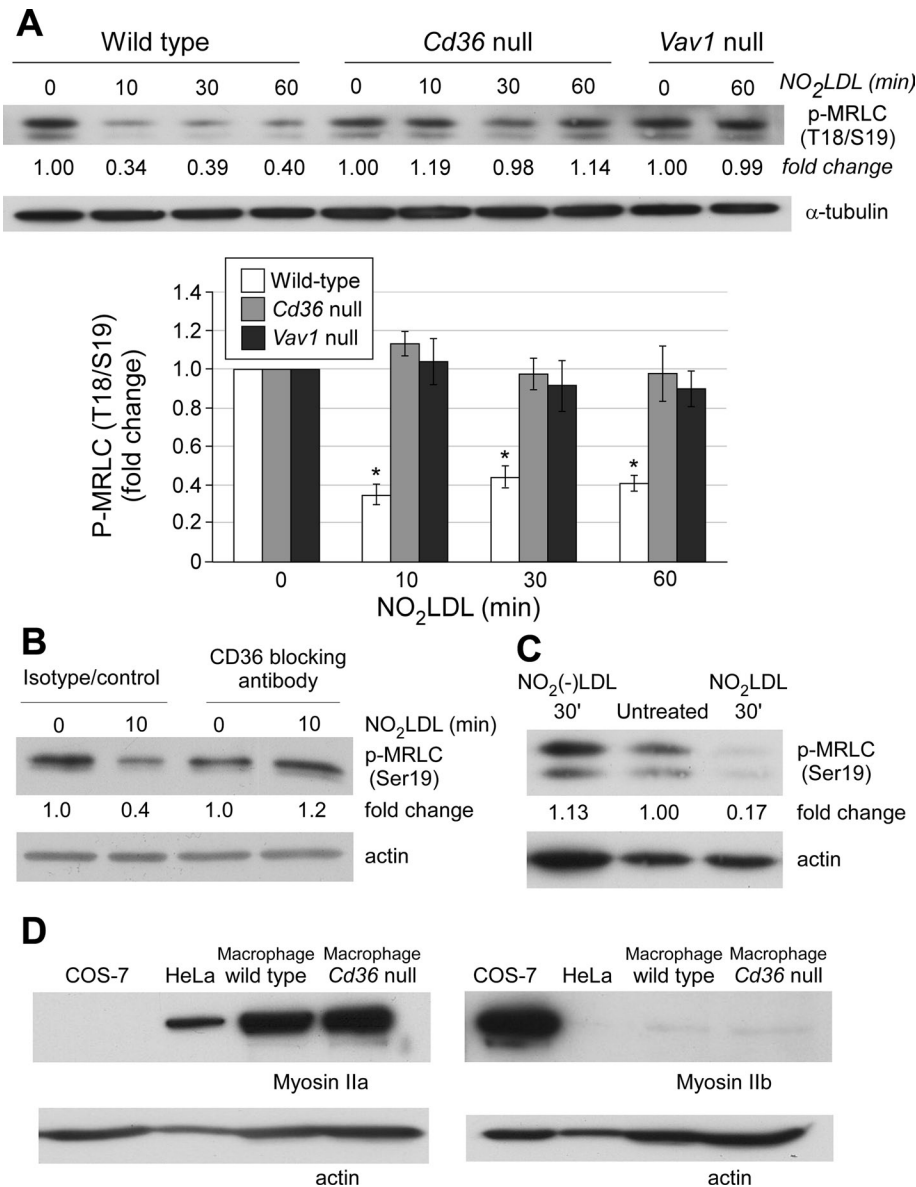 A
Wild type Cd36 null Vav1 null
0 10 30 60 0 10 30 60 0 60 NO2LDL (min)
p-MRLC
(T18/S19)
1.00 0.34 0.39 0.40 1.00 1.19 0.98 1.14 1.00 0.99 fold change
α-tubulin
Wild-type
Cd36 null
Vav1 null
P-MRLC (T18/S19)
(fold change)
1.4
1.2
1.0
0.8
0.6
0.4
0.2
0
* * *
0 10 30 60
NO2LDL (min)
B
Isotype/control
CD36 blocking
antibody
0 10 0 10 NO2LDL (min)
p-MRLC
(Ser19)
1.0 0.4 1.0 1.2 fold change
actin
C
NO2(-)LDL NO2LDL
30' Untreated 30'
p-MRLC
(Ser19)
1.13 1.00 0.17 fold change
actin
D
COS-7 HeLa Macrophage wild type Macrophage Cd36 null
Myosin IIa
actin
COS-7 HeLa Macrophage wild type Macrophage Cd36 null
Myosin IIb
actin